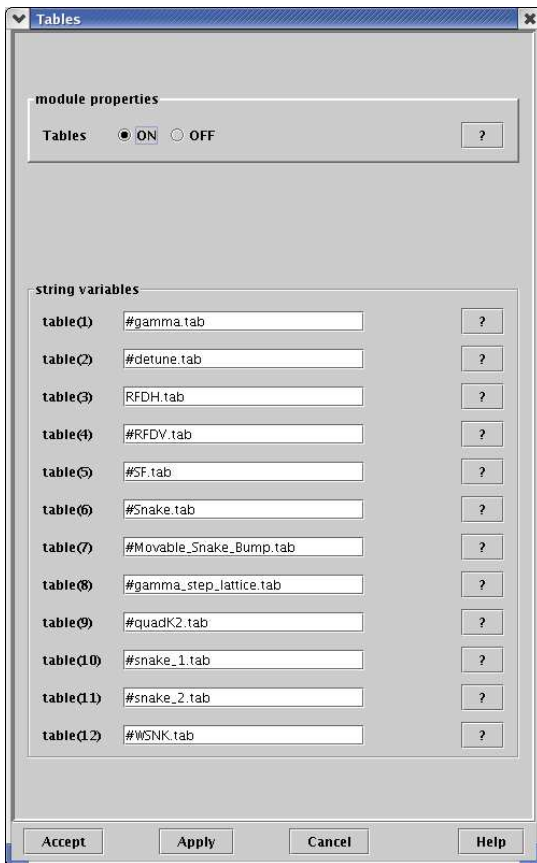 Tables
module properties
Tables ON OFF ?
string variables
table(1) #gamma.tab ?
table(2) #detune.tab ?
table(3) RFDH.tab ?
table(4) #RFDV.tab ?
table(5) #SF.tab ?
table(6) #Snake.tab ?
table(7) #Movable_Snake_Bump.tab ?
table(8) #gamma_step_lattice.tab ?
table(9) #quadK2.tab ?
table(10) #snake_1.tab ?
table(11) #snake_2.tab ?
table(12) #WSNK.tab ?
Accept Apply Cancel Help